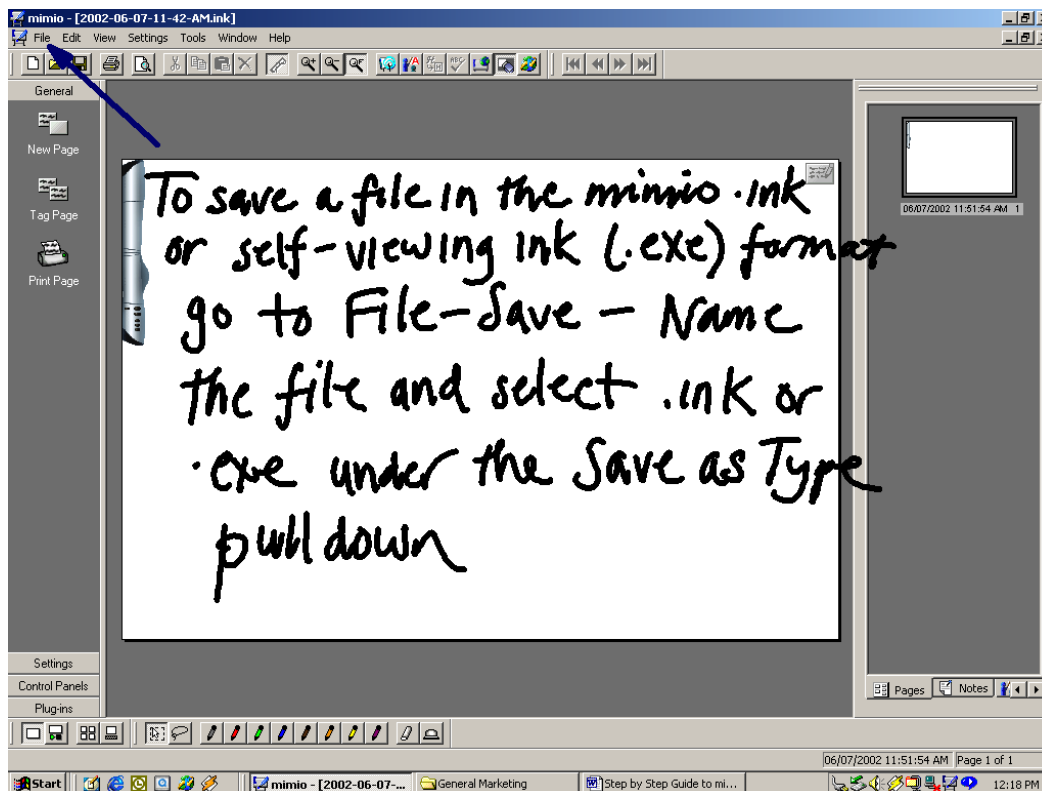 mimio - [2002-06-07-11-42-AM.ink]
File Edit View Settings Tools Window Help
General
New Page
Tag Page
Print Page
To save a file in the mimio .ink
or self-viewing ink (.exe) format
go to File-Save - Name
the file and select .ink or
.exe under the Save as Type
pull down
06/07/2002 11:51:54 AM 1
Settings
Control Panels
Plug-ins
Pages Notes
06/07/2002 11:51:54 AM Page 1 of 1
Start mimio - [2002-06-07-... General Marketing Step by Step Guide to mi... 12:18 PM